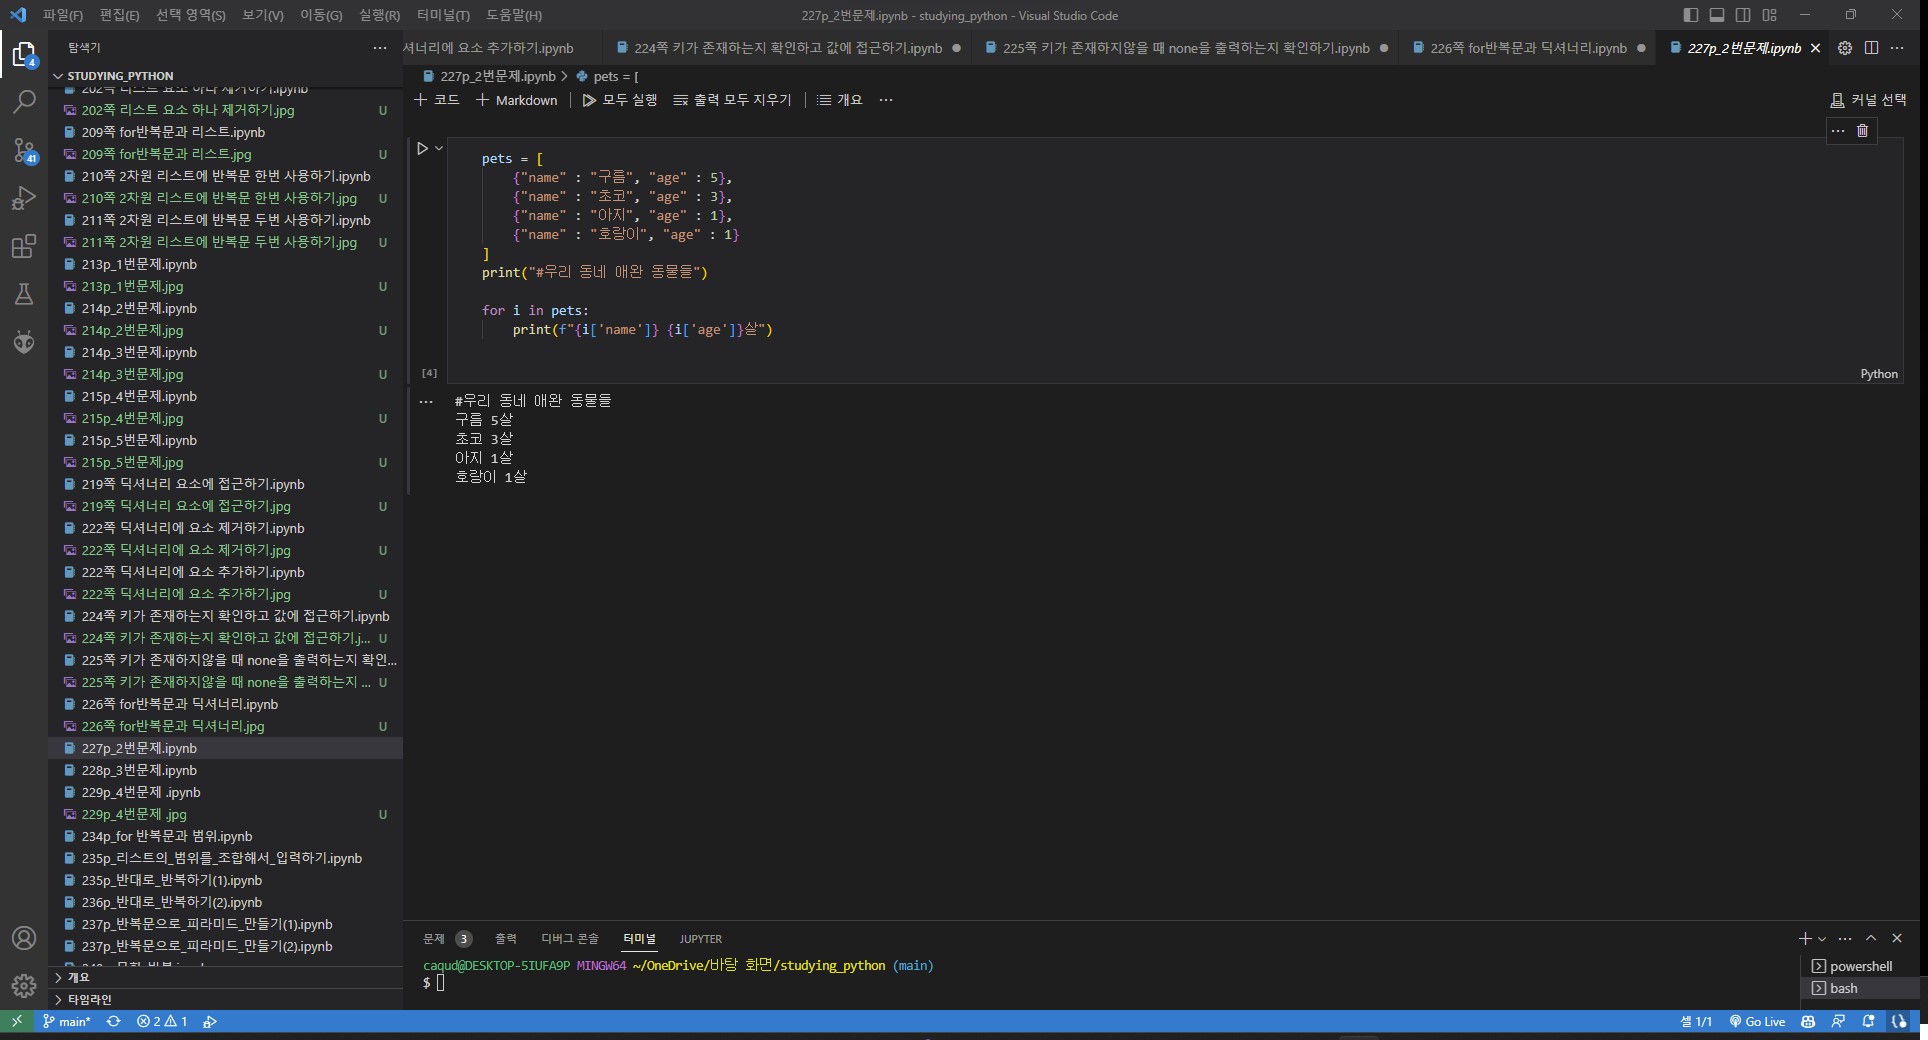 파일(F) 편집(E) 선택 영역(S) 보기(V) 이동(G) 실행(R) 터미널(T) 도움말(H)
227p_2번문제.ipynb - studying_python - Visual Studio Code
탐색기
셔너리에 요소 추가하기.ipynb
224쪽 키가 존재하는지 확인하고 값에 접근하기.ipynb
225쪽 키가 존재하지않을 때 none을 출력하는지 확인하기.ipynb
226쪽 for반복문과 딕셔너리.ipynb
227p_2번문제.ipynb
4
41
STUDYING_PYTHON
202쪽 리스트 요소 하나 제거하기.ipynb
202쪽 리스트 요소 하나 제거하기.jpg U
209쪽 for반복문과 리스트.ipynb
209쪽 for반복문과 리스트.jpg U
210쪽 2차원 리스트에 반복문 한번 사용하기.ipynb
210쪽 2차원 리스트에 반복문 한번 사용하기.jpg U
211쪽 2차원 리스트에 반복문 두번 사용하기.ipynb
211쪽 2차원 리스트에 반복문 두번 사용하기.jpg U
213p_1번문제.ipynb
213p_1번문제.jpg U
214p_2번문제.ipynb
214p_2번문제.jpg U
214p_3번문제.ipynb
214p_3번문제.jpg U
215p_4번문제.ipynb
215p_4번문제.jpg U
215p_5번문제.ipynb
215p_5번문제.jpg U
219쪽 딕셔너리 요소에 접근하기.ipynb
219쪽 딕셔너리 요소에 접근하기.jpg U
222쪽 딕셔너리에 요소 제거하기.ipynb
222쪽 딕셔너리에 요소 제거하기.jpg U
222쪽 딕셔너리에 요소 추가하기.ipynb
222쪽 딕셔너리에 요소 추가하기.jpg U
224쪽 키가 존재하는지 확인하고 값에 접근하기.ipynb
224쪽 키가 존재하는지 확인하고 값에 접근하기.j... U
225쪽 키가 존재하지않을 때 none을 출력하는지 확인...
225쪽 키가 존재하지않을 때 none을 출력하는지 ... U
226쪽 for반복문과 딕셔너리.ipynb
226쪽 for반복문과 딕셔너리.jpg U
227p_2번문제.ipynb
228p_3번문제.ipynb
229p_4번문제 .ipynb
229p_4번문제 .jpg U
234p_for 반복문과 범위.ipynb
235p_리스트의_범위를_조합해서_입력하기.ipynb
235p_반대로_반복하기(1).ipynb
236p_반대로_반복하기(2).ipynb
237p_반복문으로_피라미드_만들기(1).ipynb
237p_반복문으로_피라미드_만들기(2).ipynb
개요
타임라인
227p_2번문제.ipynb > pets = [
코드 Markdown 모두 실행 출력 모두 지우기 개요 ...
커널 선택
pets = [
{"name" : "구름", "age" : 5},
{"name" : "초코", "age" : 3},
{"name" : "아지", "age" : 1},
{"name" : "호랑이", "age" : 1}
]
print("#우리 동네 애완 동물들")
for i in pets:
print(f"{i['name']} {i['age']}살")
[4]
Python
#우리 동네 애완 동물들
구름 5살
초코 3살
아지 1살
호랑이 1살
문제 3 출력 디버그 콘솔 터미널 JUPYTER
caqud@DESKTOP-5IUFA9P MINGW64 ~/OneDrive/바탕 화면/studying_python (main)
$
powershell
bash
main* 2 1
셀 1/1 Go Live